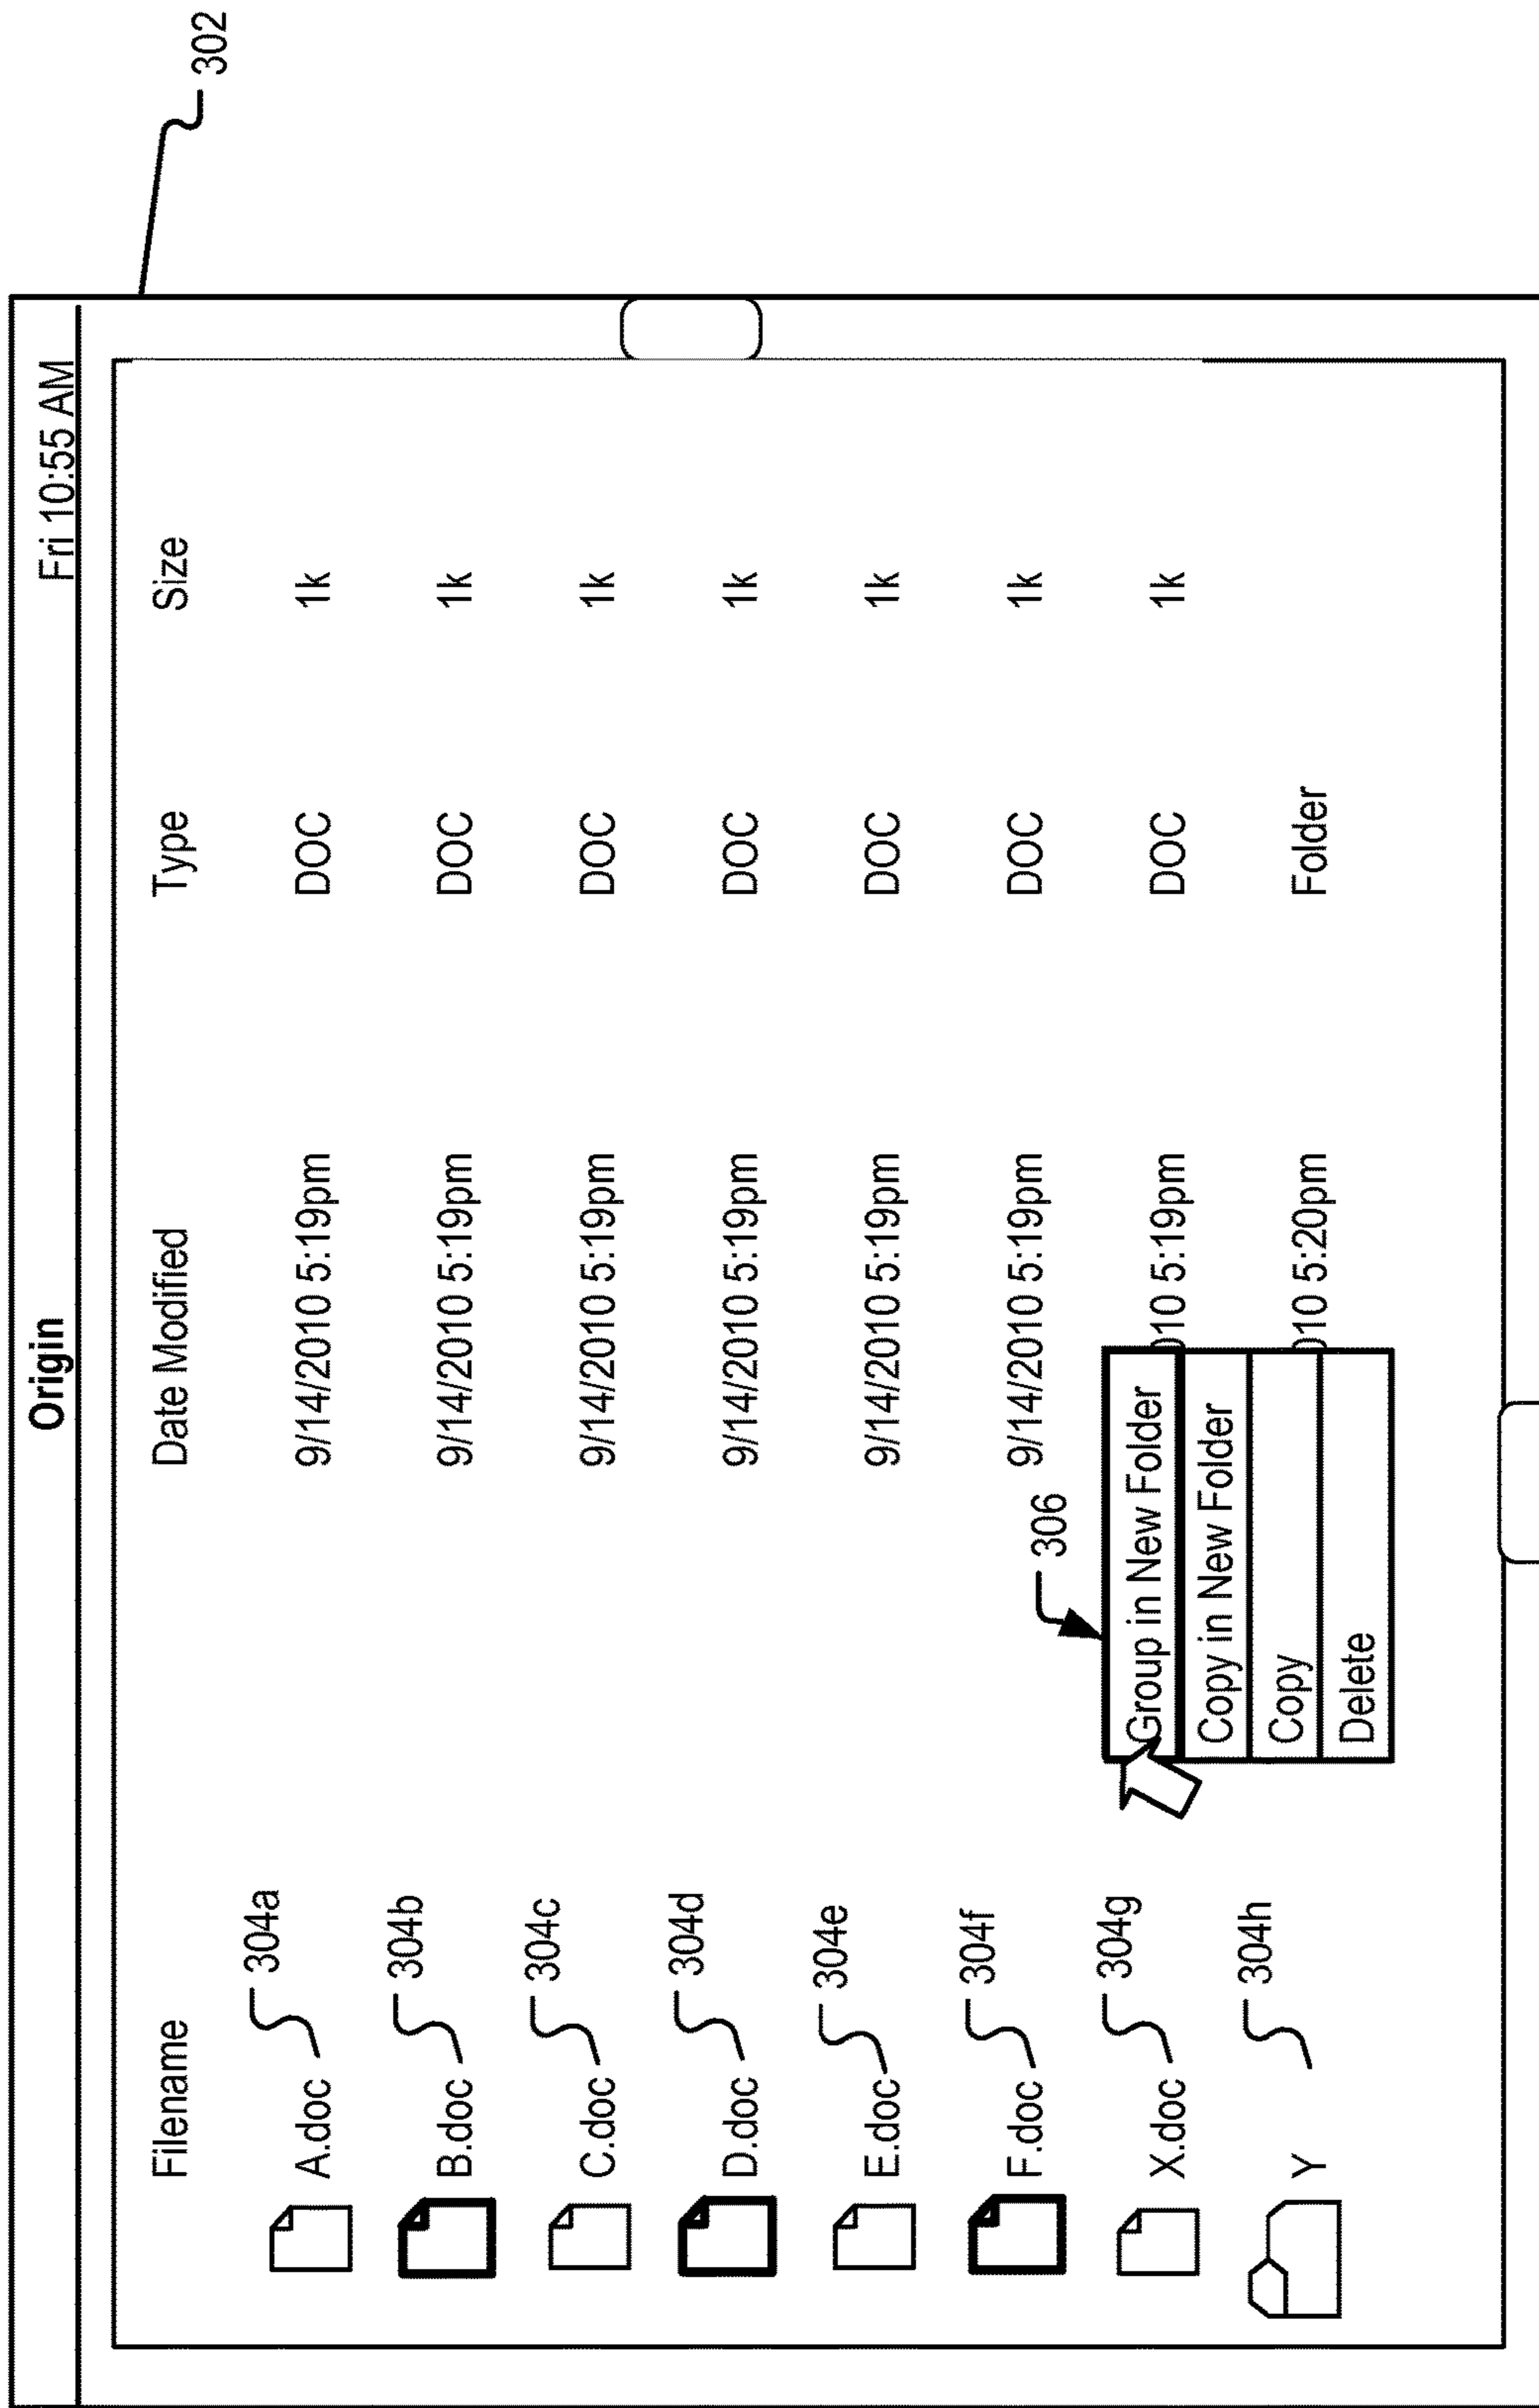 302
Origin Fri 10:55 AM
Filename Date Modified Type Size
304a
A.doc 9/14/2010 5:19pm DOC 1k
304b
B.doc 9/14/2010 5:19pm DOC 1k
304c
C.doc 9/14/2010 5:19pm DOC 1k
304d
D.doc 9/14/2010 5:19pm DOC 1k
304e
E.doc 9/14/2010 5:19pm DOC 1k
304f
F.doc 9/14/2010 5:19pm DOC 1k
306
304g
Group in New Folder
X.doc 010 5:19pm DOC 1k
Copy in New Folder
304h
Copy
Y 010 5:20pm Folder
Delete